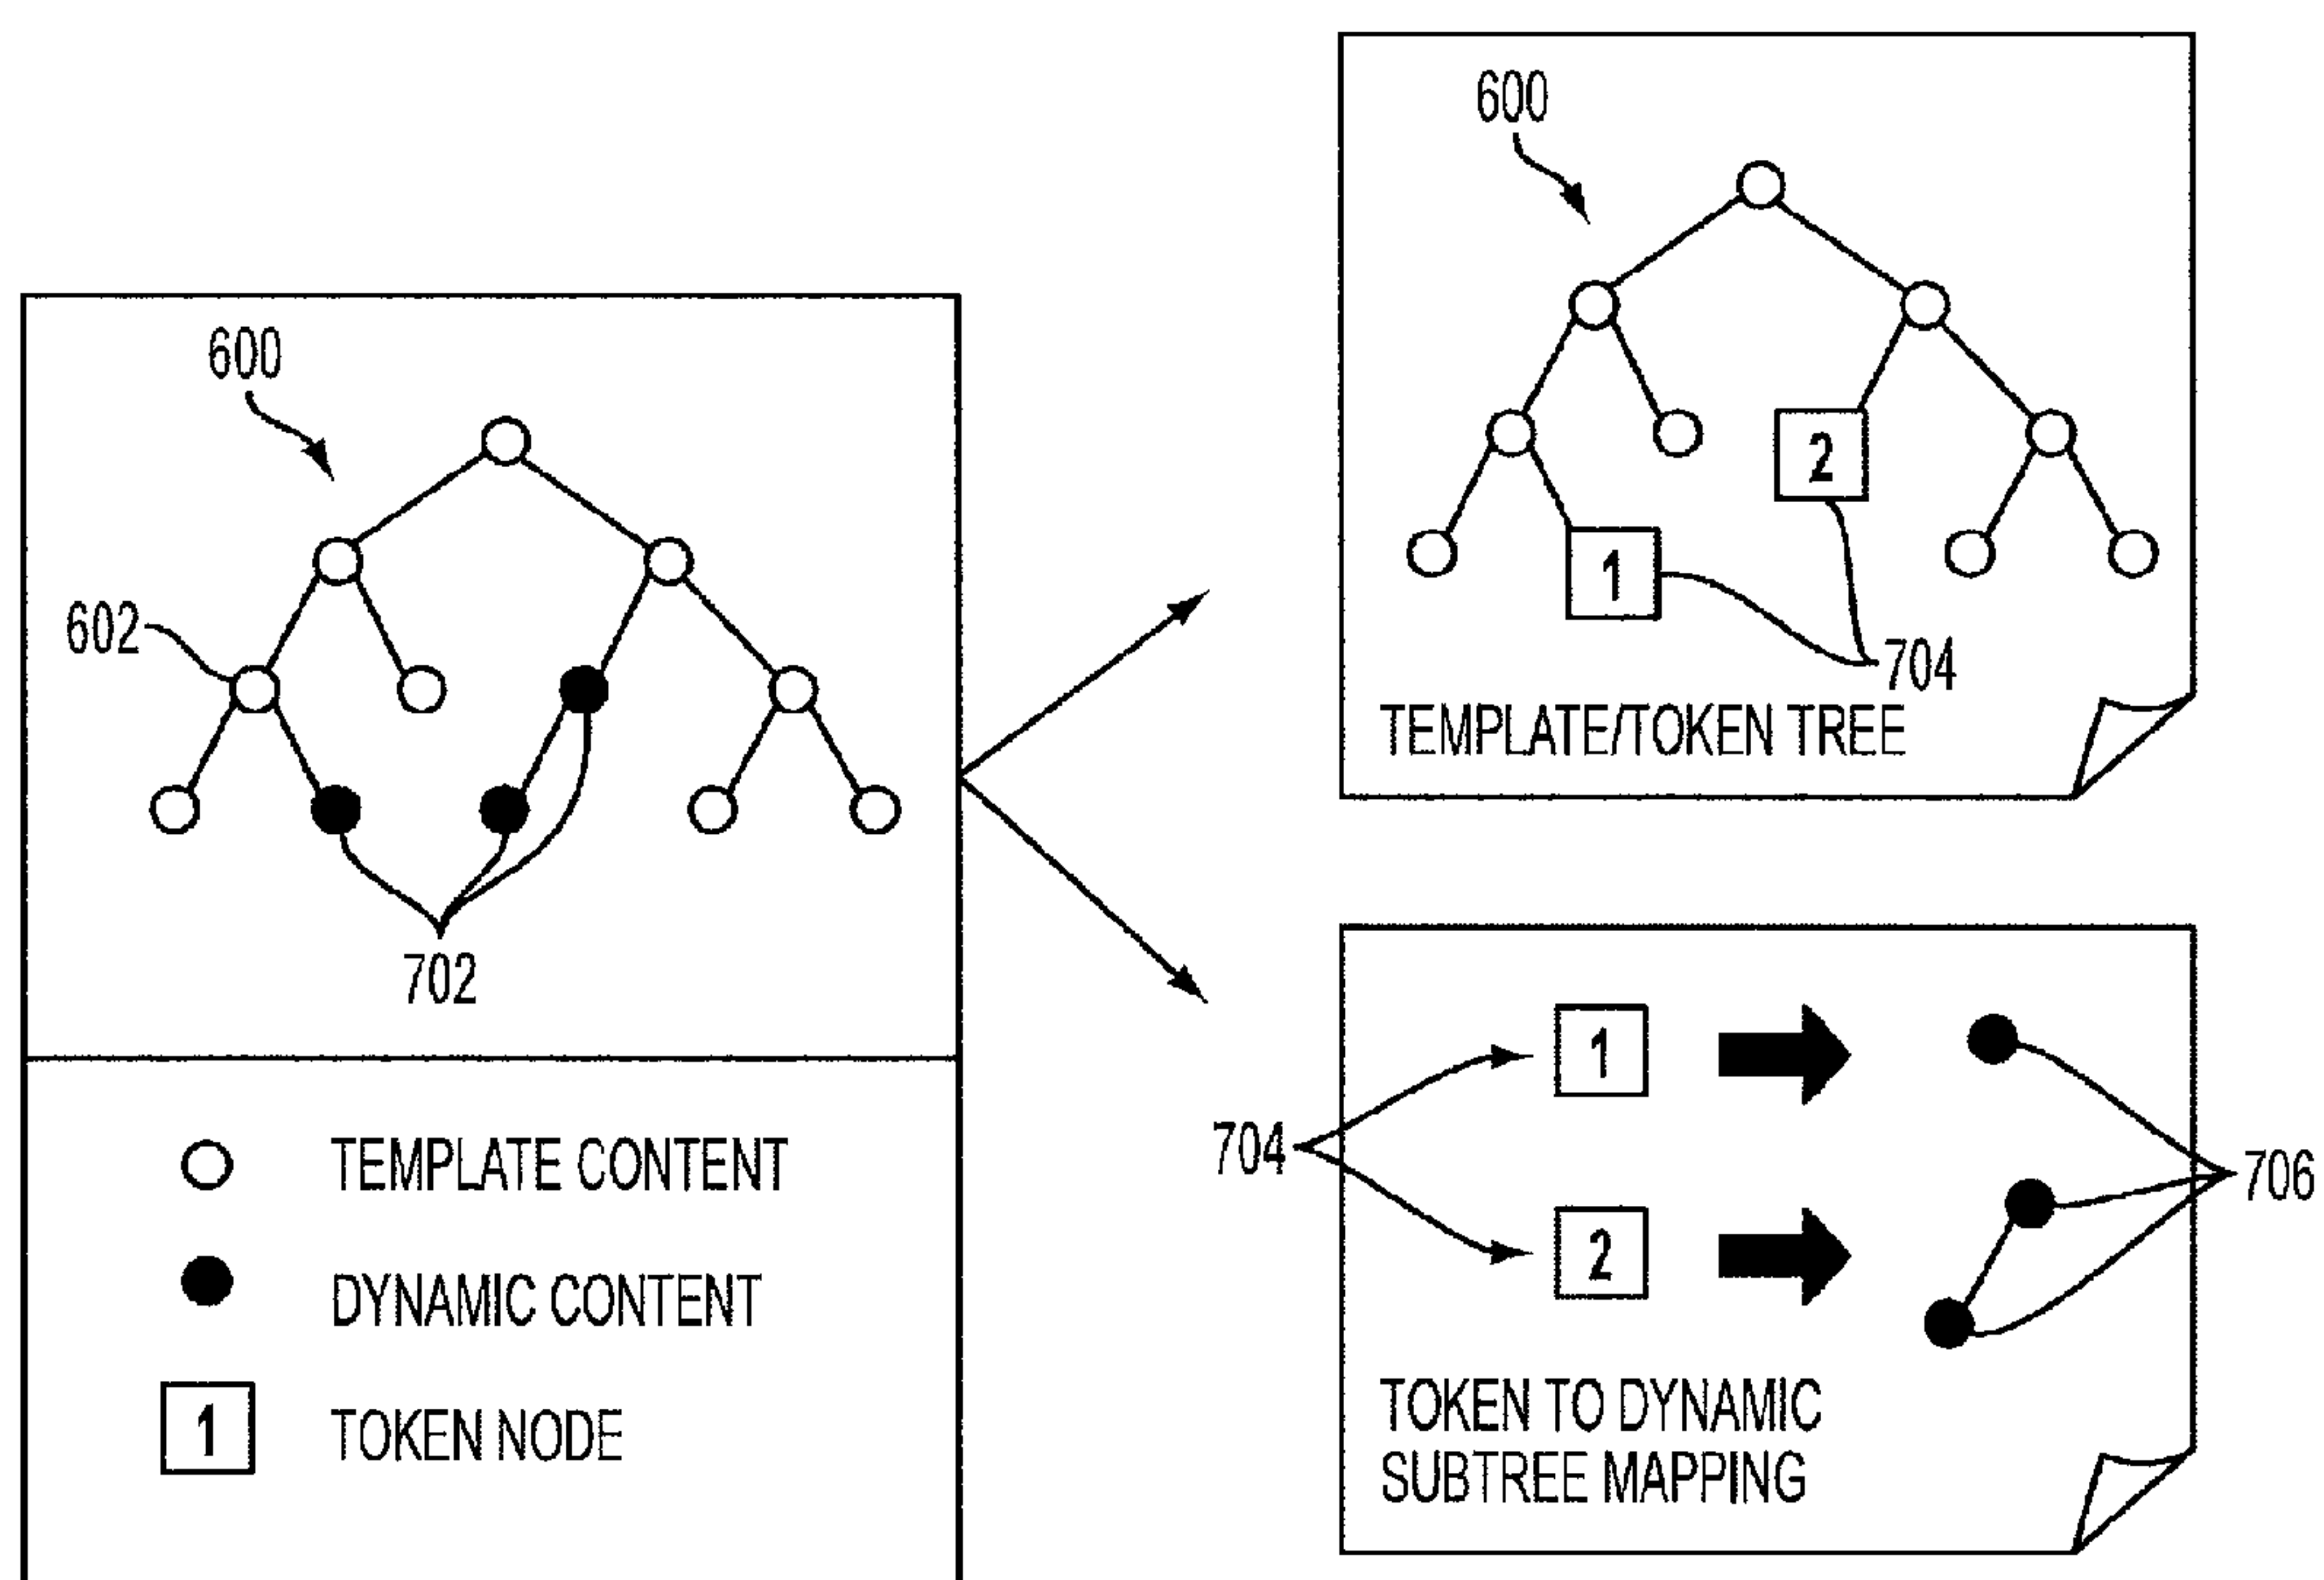 600
602
702
TEMPLATE CONTENT
DYNAMIC CONTENT
1 TOKEN NODE
600
2
1
704
TEMPLATE/TOKEN TREE
1
704
706
2
TOKEN TO DYNAMIC
SUBTREE MAPPING